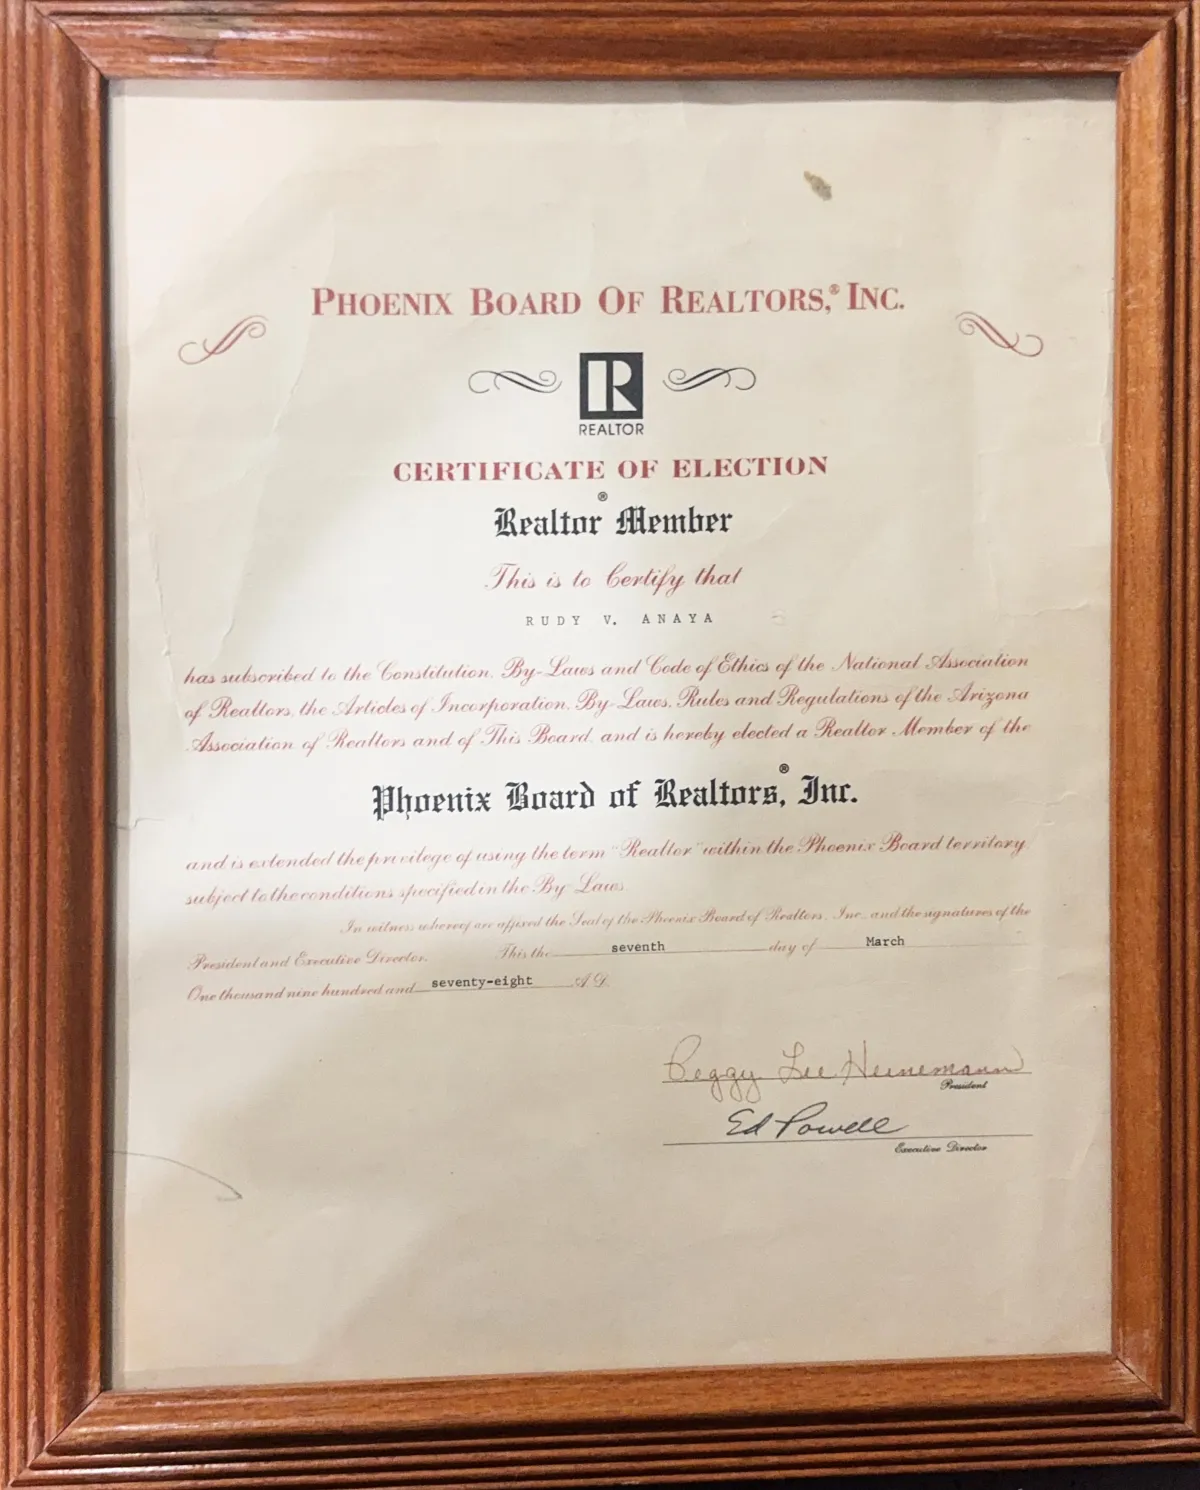 PHOENIX BOARD OF REALTORS,® INC.
REALTOR
CERTIFICATE OF ELECTION
Realtor® Member
This is to Certify that
RUDY V. ANAYA
has subscribed to the Constitution, By-Laws and Code of Ethics of the National Association
of Realtors, the Articles of Incorporation, By-Laws, Rules and Regulations of the Arizona
Association of Realtors and of This Board, and is hereby elected a Realtor Member of the
Phoenix Board of Realtors,® Inc.
and is extended the privilege of using the term "Realtor" within the Phoenix Board territory
subject to the conditions specified in the By-Laws.
In witness whereof are affixed the Seal of the Phoenix Board of Realtors, Inc., and the signatures of the
President and Executive Director. This the seventh day of March
One thousand nine hundred and seventy-eight A.D.
Peggy Lee Heinemann
President
Ed Powell
Executive Director